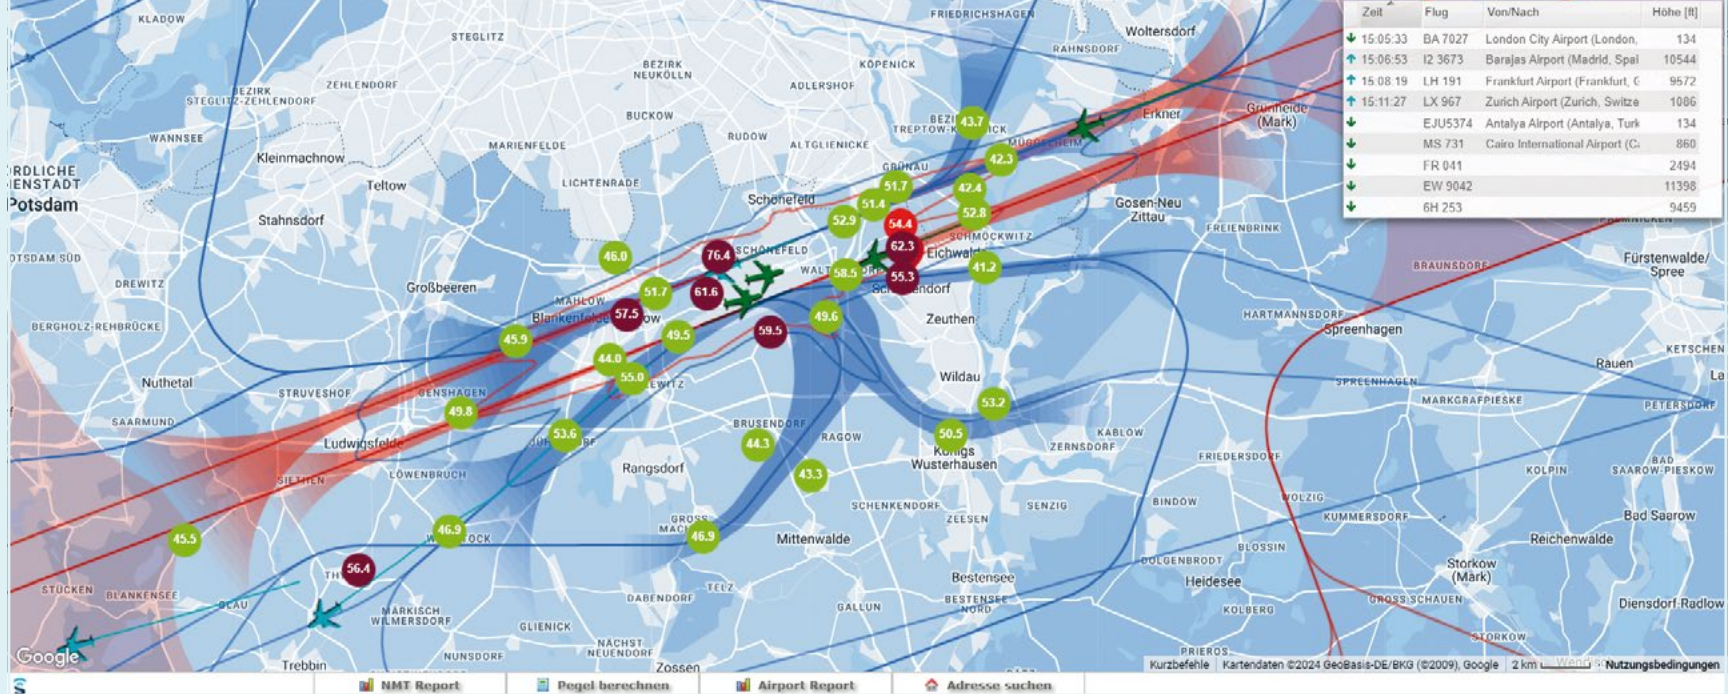 KLADOW
STEGLITZ
FRIEDRICHSHAGEN
Woltersdorf
RAHNSDORF
BEZIRK
NEUKÖLLN
KÖPENICK
ZEHLENDORF
ADLERSHOF
BEZIRK
STEGLITZ-ZEHLENDORF
BUCKOW
Erkner
Grünheide
(Mark)
WANNSEE
RUDOW
MARIENFELDE
ALTGLIENICKE
Kleinmachnow
GRÜNAU
Teltow
LICHTENRADE
Potsdam
Schönefeld
Stahnsdorf
Gosen-Neu
Zittau
FREIENBRINK
SCHMÖCKWITZ
SCHÖNEFELD
Eichwalde
BRAUNSDORF
Fürstenwalde/
Spree
DREWITZ
Großbeeren
MAHLOW
HARTMANNSDORF
BERGHOLZ-REHBRÜCKE
Zeuthen
Spreenhagen
KETSCHEN
Rauen
Nuthetal
STRUVESHOF
GENSHAGEN
Wildau
SPREENHAGEN
MARKGRAFPIESKE
PETERSDORF
SAARMUND
BRUSENDORF
RAGOW
KABLOW
ZERNSDORF
Ludwigsfelde
Königs
Wusterhausen
FRIEDERSDORF
BAD
SAAROW-PIESKOW
LÖWENBRUCH
Rangsdorf
KOLPIN
SIETHEN
WOLZIG
BINDOW
SCHENKENDORF
SENZIG
ZEESEN
KUMMERSDORF
Bad Saarow
Mittenwalde
Reichenwalde
BLOSSIN
DOLGENBRODT
Storkow
(Mark)
Bestensee
Heidesee
STÜCKEN
BLANKENSEE
GLAU
TELZ
DABENDORF
GALLUN
BESTENSEE
NORD
KOLBERG
GROSS SCHAUEN
Diensdorf-Radlow
MÄRKISCH
WILMERSDORF
GLIENICK
NÄCHST
NEUENDORF
STORKOW
NUNSDORF
PRIEROS
Trebbin
Zossen
43.7
42.3
51.7
42.4
51.4
52.8
52.9
54.4
62.3
46.0
76.4
41.2
58.5
55.3
51.7
61.6
57.5
49.6
59.5
49.5
45.9
44.0
55.0
49.8
53.2
53.6
50.5
44.3
43.3
46.9
46.9
45.5
56.4
Zeit Flug Von/Nach Höhe [ft]
15:05:33 BA 7027 London City Airport (London, 134
15:06:53 I2 3673 Barajas Airport (Madrid, Spai 10544
15:08:19 LH 191 Frankfurt Airport (Frankfurt, G 9572
15:11:27 LX 967 Zurich Airport (Zurich, Switze 1086
EJU5374 Antalya Airport (Antalya, Turk 134
MS 731 Cairo International Airport (Ca 860
FR 041 2494
EW 9042 11398
6H 253 9459
Google
Kurzbefehle Kartendaten ©2024 GeoBasis-DE/BKG (©2009), Google 2 km Nutzungsbedingungen
NMT Report Pegel berechnen Airport Report Adresse suchen